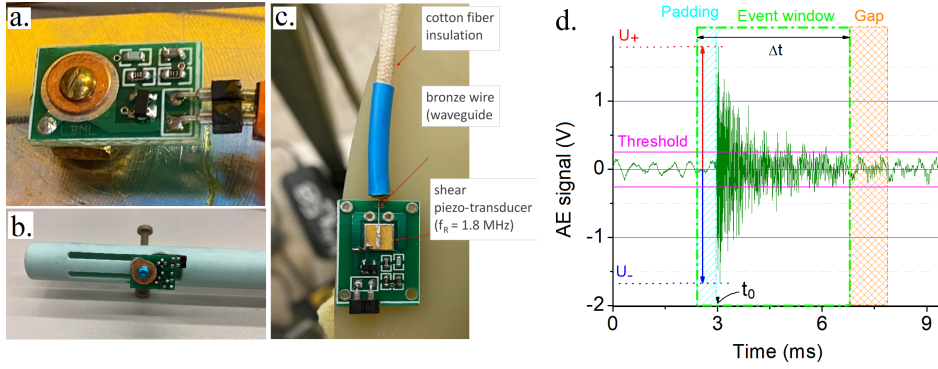 a.
LBNL
b.
c.
cotton fiber
insulation
bronze wire
(waveguide
shear
piezo-transducer
(fR = 1.8 MHz)
d.
Padding
Event window
Gap
U+
Δt
Threshold
U-
t0
AE signal (V)
1
0
-1
-2
0
3
6
9
Time (ms)